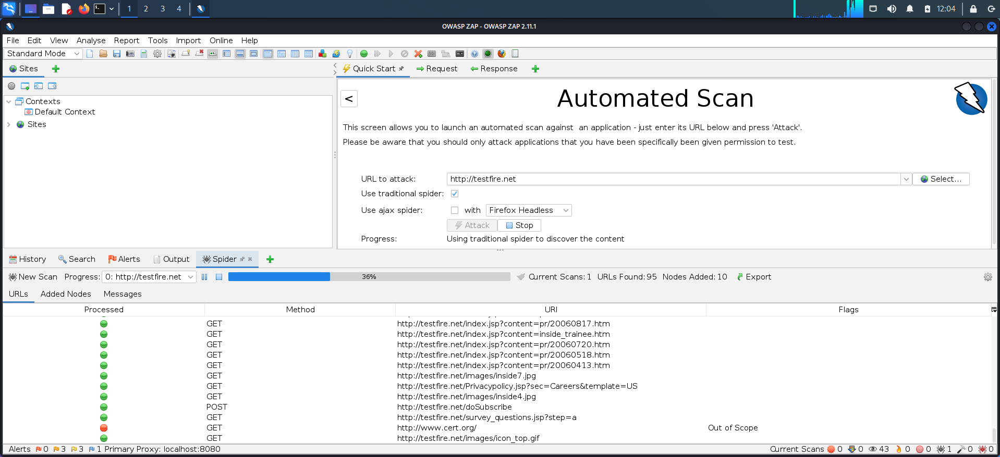 1 2 3 4 12:04
OWASP ZAP - OWASP ZAP 2.11.1
File Edit View Analyse Report Tools Import Online Help
Standard Mode
Sites Quick Start Request Response
Contexts
Default Context
Sites
<
Automated Scan
This screen allows you to launch an automated scan against  an application - just enter its URL below and press 'Attack'.
Please be aware that you should only attack applications that you have been specifically been given permission to test.
URL to attack: http://testfire.net Select...
Use traditional spider:
Use ajax spider: with Firefox Headless
Attack Stop
Progress: Using traditional spider to discover the content
History Search Alerts Output Spider
New Scan Progress: 0: http://testfire.net 36% Current Scans: 1 URLs Found: 95 Nodes Added: 10 Export
URLs Added Nodes Messages
Processed Method URI Flags
GET http://testfire.net/index.jsp?content=pr/20060817.htm
GET http://testfire.net/index.jsp?content=inside_trainee.htm
GET http://testfire.net/index.jsp?content=pr/20060720.htm
GET http://testfire.net/index.jsp?content=pr/20060518.htm
GET http://testfire.net/index.jsp?content=pr/20060413.htm
GET http://testfire.net/images/inside7.jpg
GET http://testfire.net/Privacypolicy.jsp?sec=Careers&template=US
GET http://testfire.net/images/inside4.jpg
POST http://testfire.net/doSubscribe
GET http://testfire.net/survey_questions.jsp?step=a
GET http://www.cert.org/ Out of Scope
GET http://testfire.net/images/icon_top.gif
Alerts 0 3 3 1 Primary Proxy: localhost:8080 Current Scans 0 0 43 0 0 1 0 0